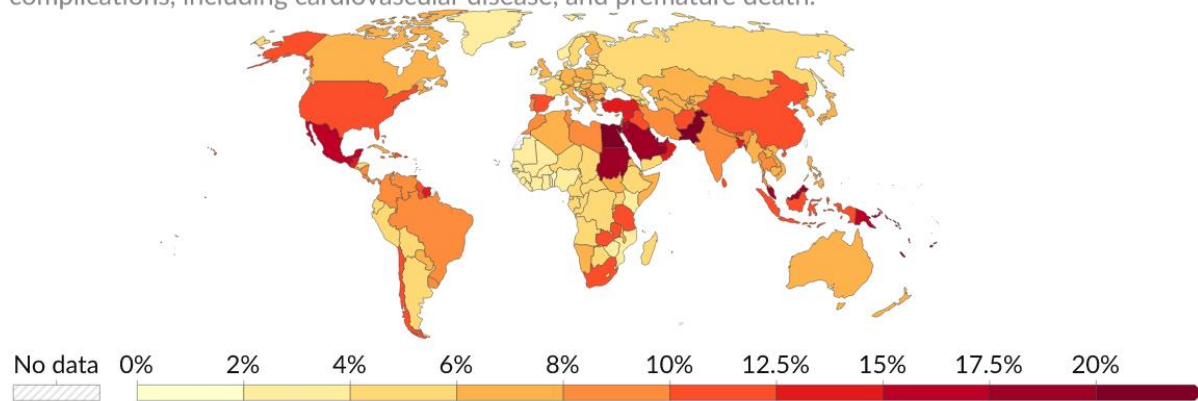 complications, including cardiovascular disease, and premature death.
No data 0% 2% 4% 6% 8% 10% 12.5% 15% 17.5% 20%